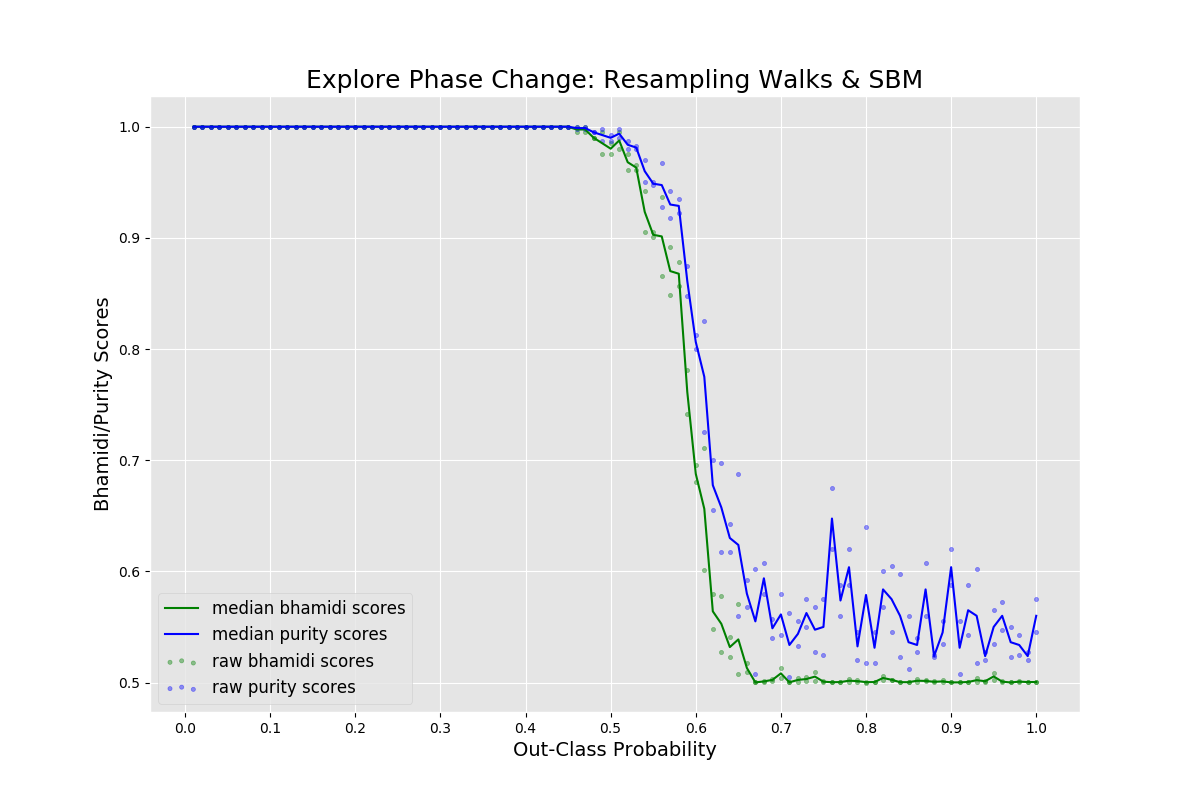 Explore Phase Change: Resampling Walks & SBM
Bhamidi/Purity Scores
1.0
0.9
0.8
0.7
0.6
0.5
median bhamidi scores
median purity scores
raw bhamidi scores
raw purity scores
0.0 0.1 0.2 0.3 0.4 0.5 0.6 0.7 0.8 0.9 1.0
Out-Class Probability